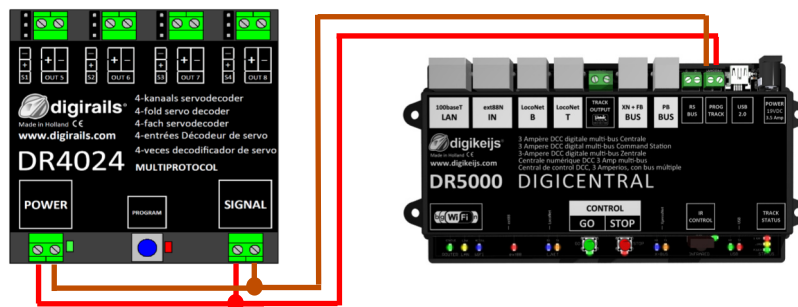 S1 OUT 5 S2 OUT 6 S3 OUT 7 S4 OUT 8
digirails®
Made in Holland CE
www.digirails.com
DR4024
4-kanaals servodecoder
4-fold servo decoder
4-fach servodecoder
4-entrées Décodeur de servo
4-veces decodificador de servo
MULTIPROTOCOL
POWER
PROGRAM
SIGNAL
100baseT LAN
ext88N IN
LocoNet B
LocoNet T
TRACK OUTPUT
XN + FB BUS
PB BUS
RS BUS
PROG TRACK
USB 2.0
POWER 19VDC 3.5 Amp
digikeijs®
Made in Holland CE
www.digikeijs.com
3 Ampère DCC digitale multi-bus Centrale
3 Ampere DCC digital multi-bus Command Station
3-Ampere DCC digitale multi-bus Zentrale
Centrale numérique DCC 3 Amp multi-bus
Central de control DCC, 3 Amperios, con bus múltiple
DR5000 DIGICENTRAL
WiFi
CONTROL
GO STOP
IR CONTROL
TRACK STATUS